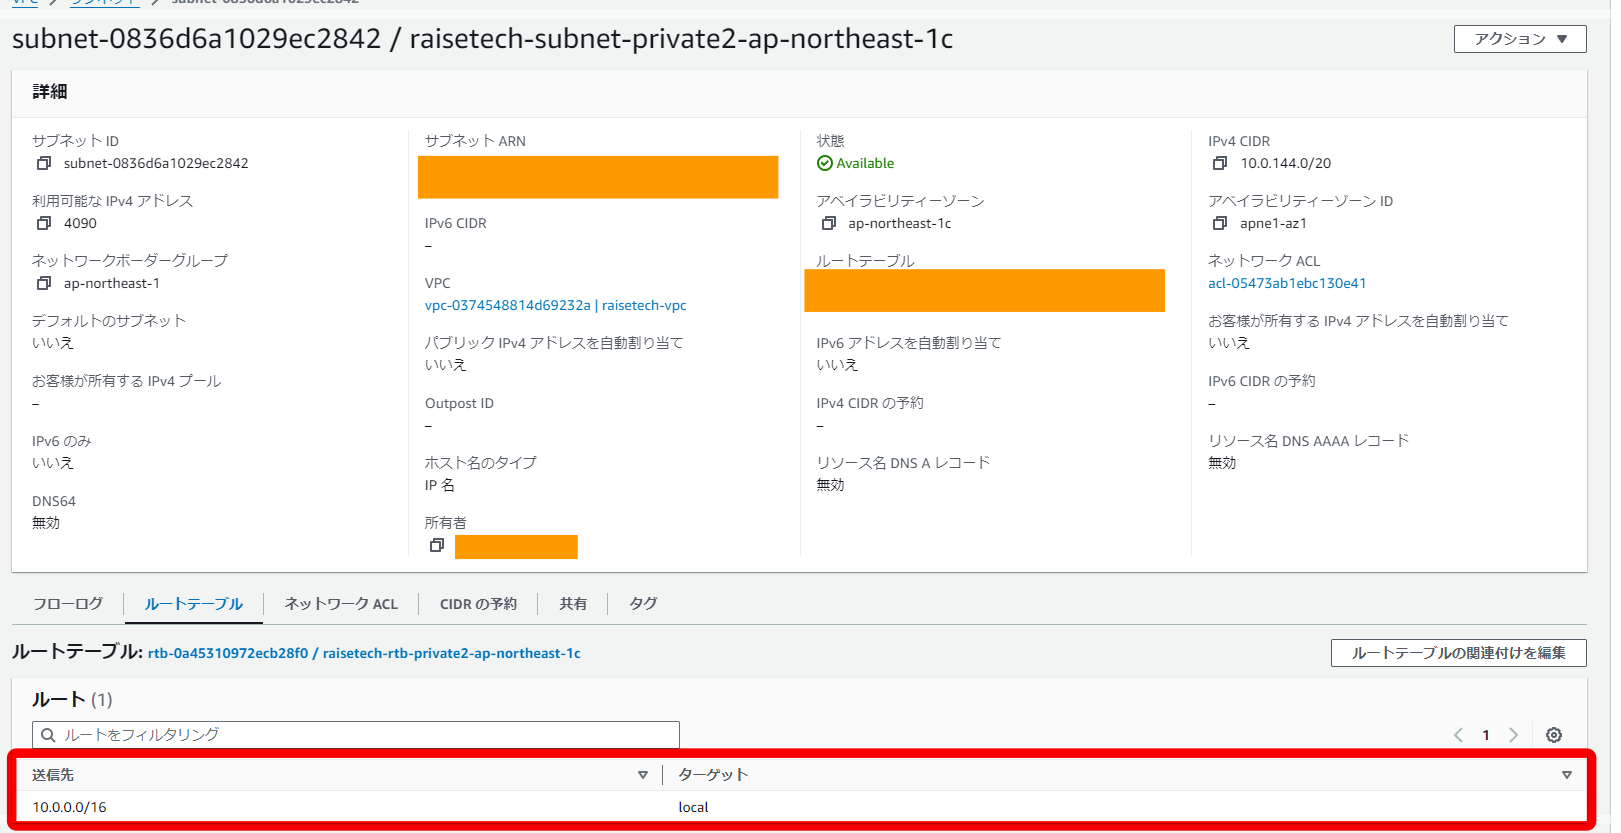 VPC > サブネット > subnet-0836d6a1029ec2842
subnet-0836d6a1029ec2842 / raisetech-subnet-private2-ap-northeast-1c
アクション ▼
詳細
サブネット ID
subnet-0836d6a1029ec2842
利用可能な IPv4 アドレス
4090
ネットワークボーダーグループ
ap-northeast-1
デフォルトのサブネット
いいえ
お客様が所有する IPv4 プール
–
IPv6 のみ
いいえ
DNS64
無効
サブネット ARN
IPv6 CIDR
–
VPC
vpc-0374548814d69232a | raisetech-vpc
パブリック IPv4 アドレスを自動割り当て
いいえ
Outpost ID
–
ホスト名のタイプ
IP 名
所有者
状態
Available
アベイラビリティーゾーン
ap-northeast-1c
ルートテーブル
IPv6 アドレスを自動割り当て
いいえ
IPv4 CIDR の予約
–
リソース名 DNS A レコード
無効
IPv4 CIDR
10.0.144.0/20
アベイラビリティーゾーン ID
apne1-az1
ネットワーク ACL
acl-05473ab1ebc130e41
お客様が所有する IPv4 アドレスを自動割り当て
いいえ
IPv6 CIDR の予約
–
リソース名 DNS AAAA レコード
無効
フローログ
ルートテーブル
ネットワーク ACL
CIDR の予約
共有
タグ
ルートテーブル: rtb-0a45310972ecb28f0 / raisetech-rtb-private2-ap-northeast-1c
ルートテーブルの関連付けを編集
ルート (1)
ルートをフィルタリング
1
送信先 ターゲット
10.0.0.0/16 local